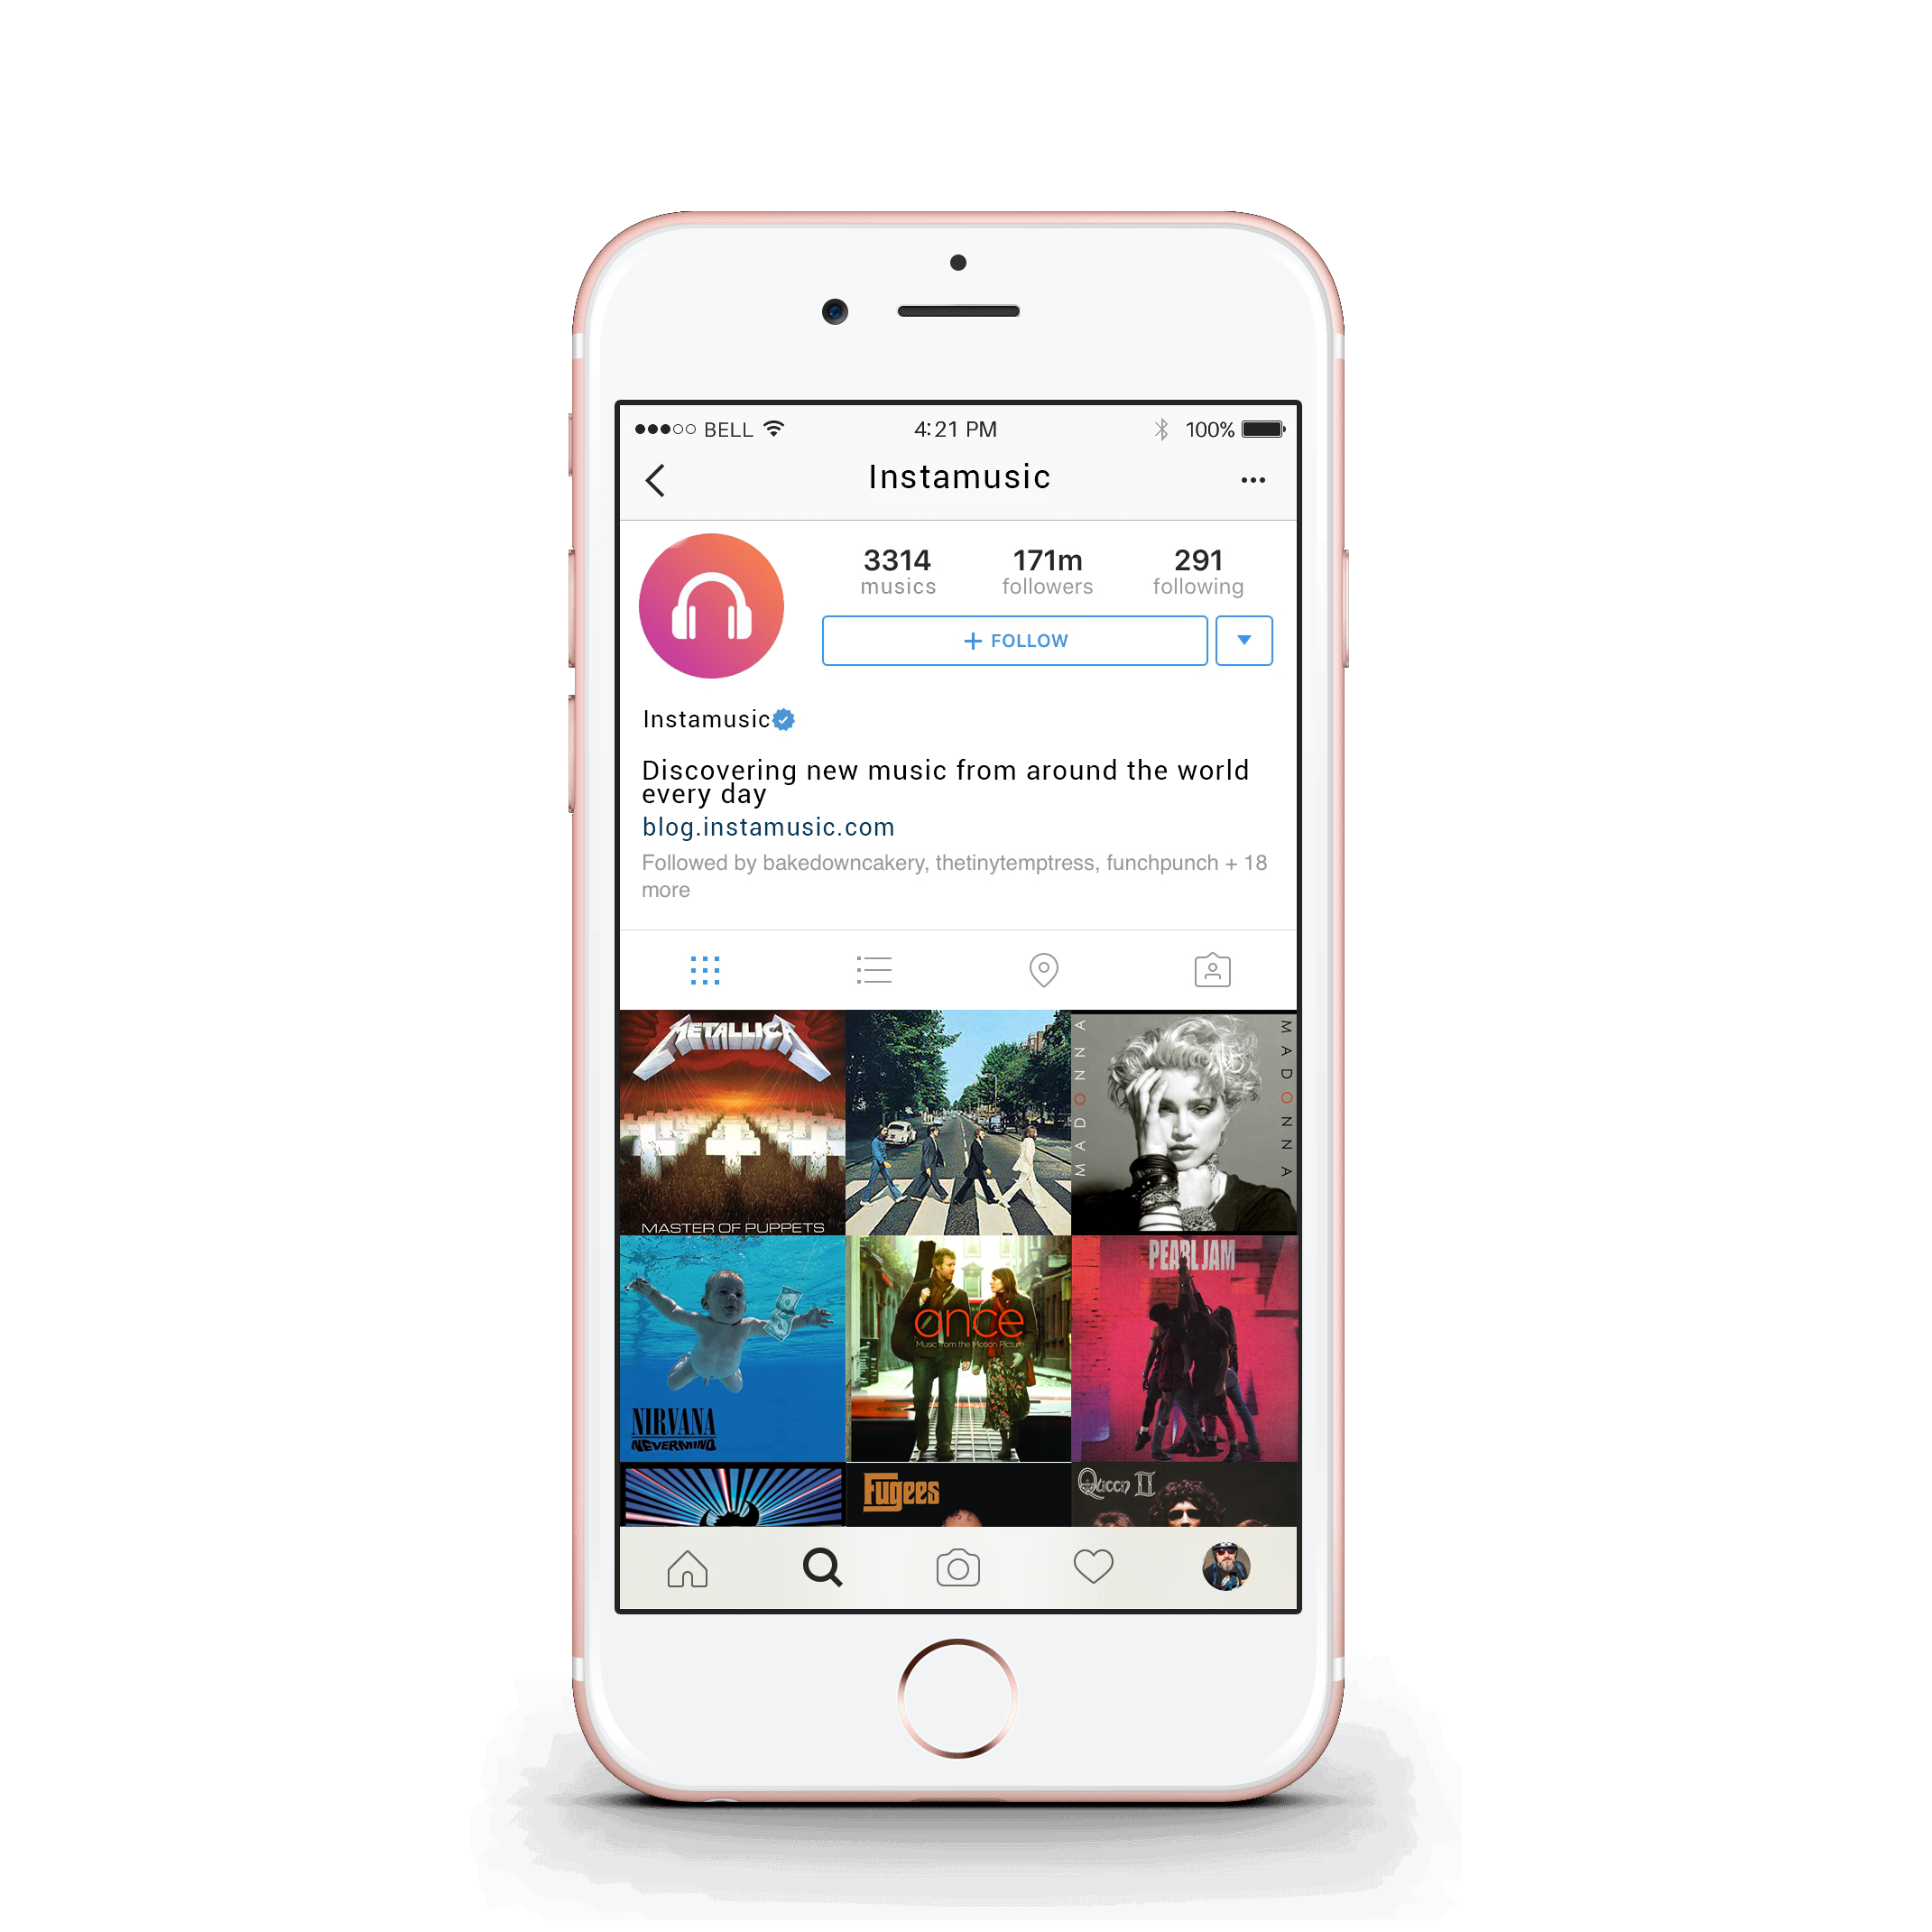 BELL 4:21 PM 100%
Instamusic
3314 171m 291
musics followers following
+ FOLLOW
Instamusic
Discovering new music from around the world
every day
blog.instamusic.com
Followed by bakedowncakery, thetinytemptress, funchpunch + 18
more
METALLICA
MASTER OF PUPPETS
MADONNA
MADONNA
PEARL JAM
once
Music from the Motion Picture
NIRVANA
NEVERMIND
Fugees
Queen II